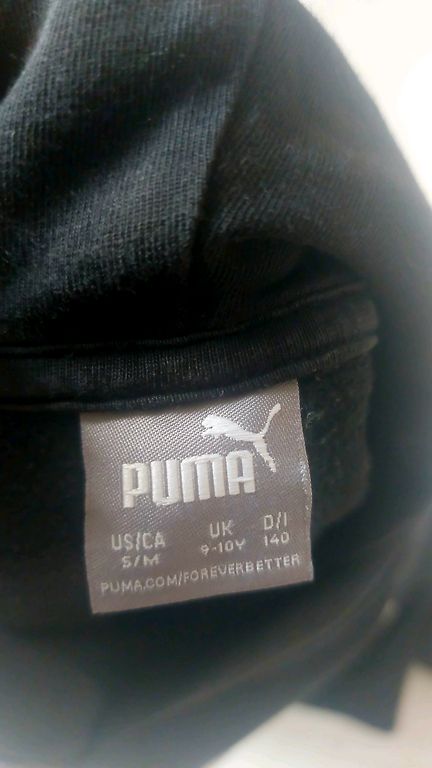 PUMA
US/CA UK D/I
S/M 9-10Y 140
PUMA.COM/FOREVERBETTER